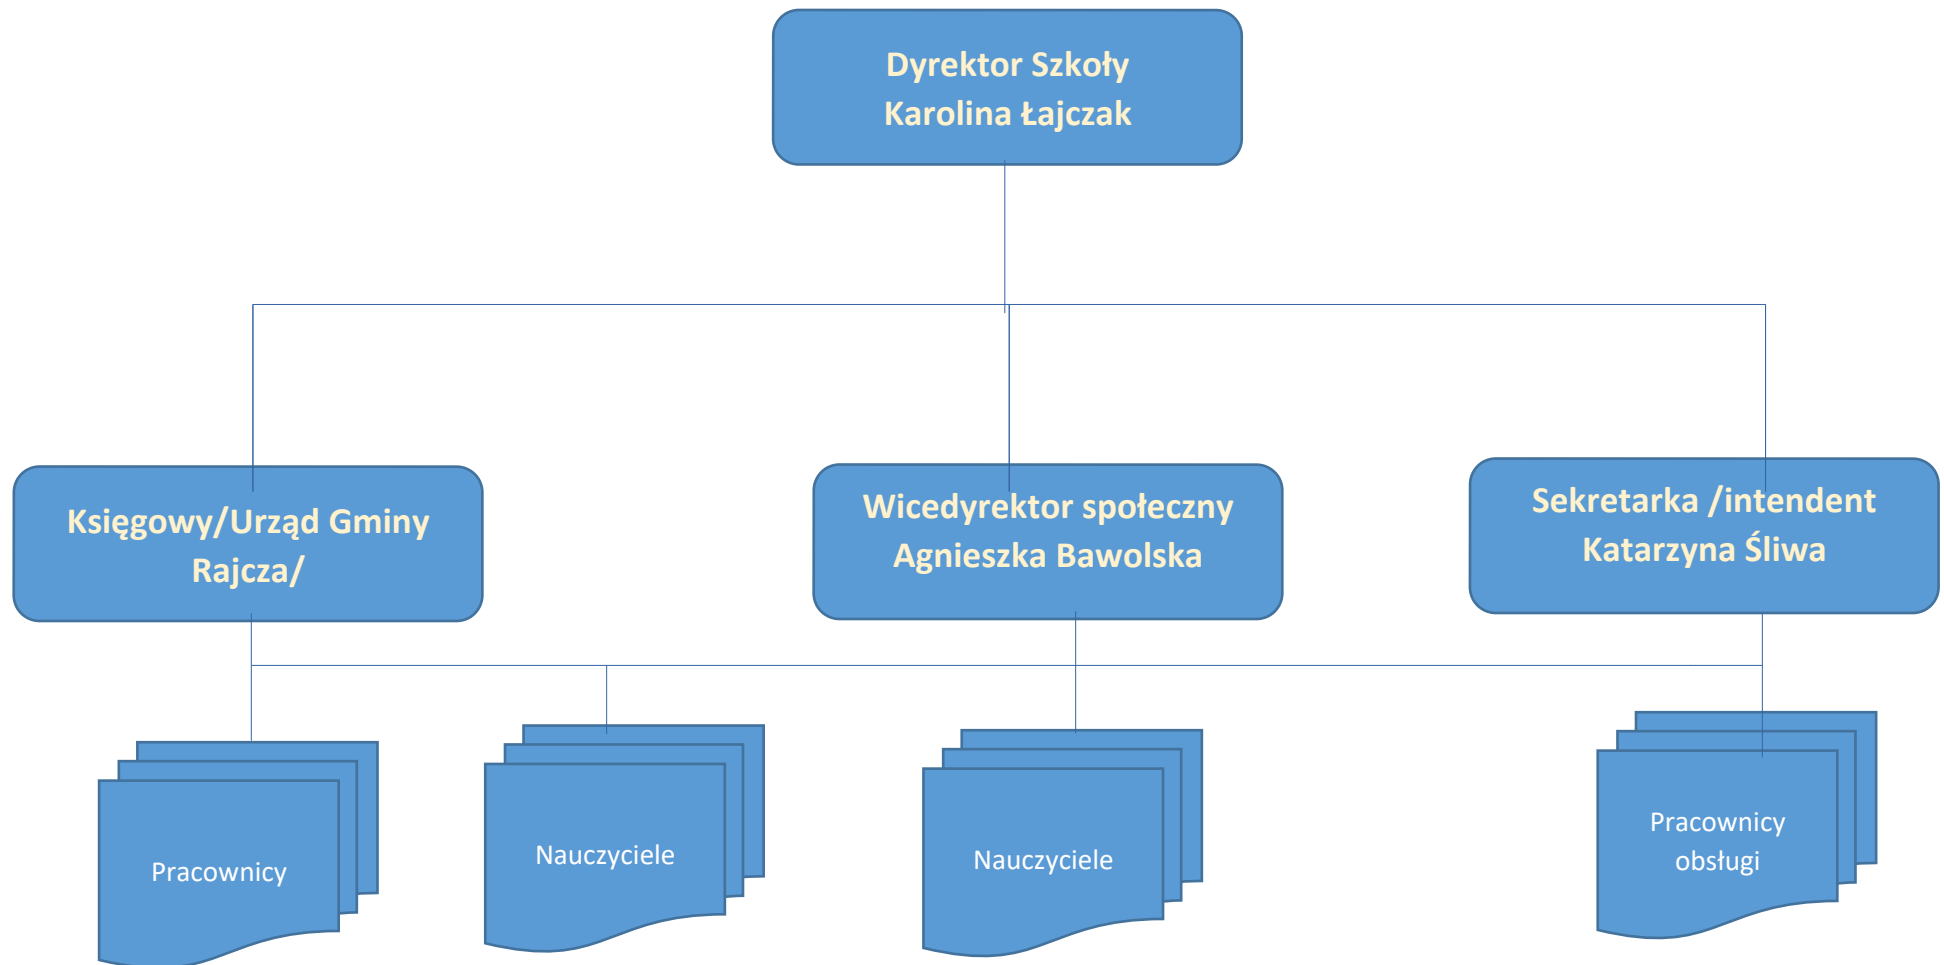 Dyrektor Szkoły
Karolina Łajczak
Księgowy/Urząd Gminy
Rajcza/
Wicedyrektor społeczny
Agnieszka Bawolska
Sekretarka /intendent
Katarzyna Śliwa
Pracownicy
Nauczyciele
Nauczyciele
Pracownicy
obsługi